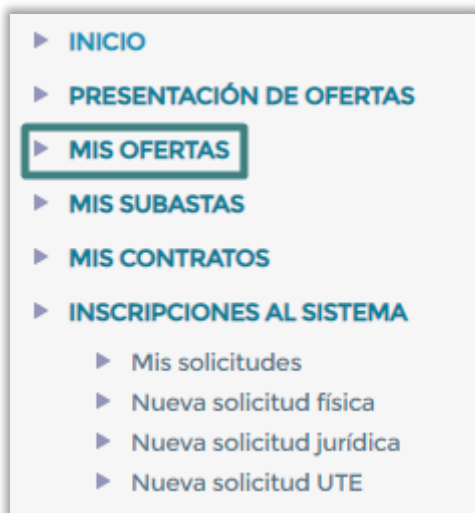 INICIO
PRESENTACIÓN DE OFERTAS
MIS OFERTAS
MIS SUBASTAS
MIS CONTRATOS
INSCRIPCIONES AL SISTEMA
Mis solicitudes
Nueva solicitud física
Nueva solicitud jurídica
Nueva solicitud UTE